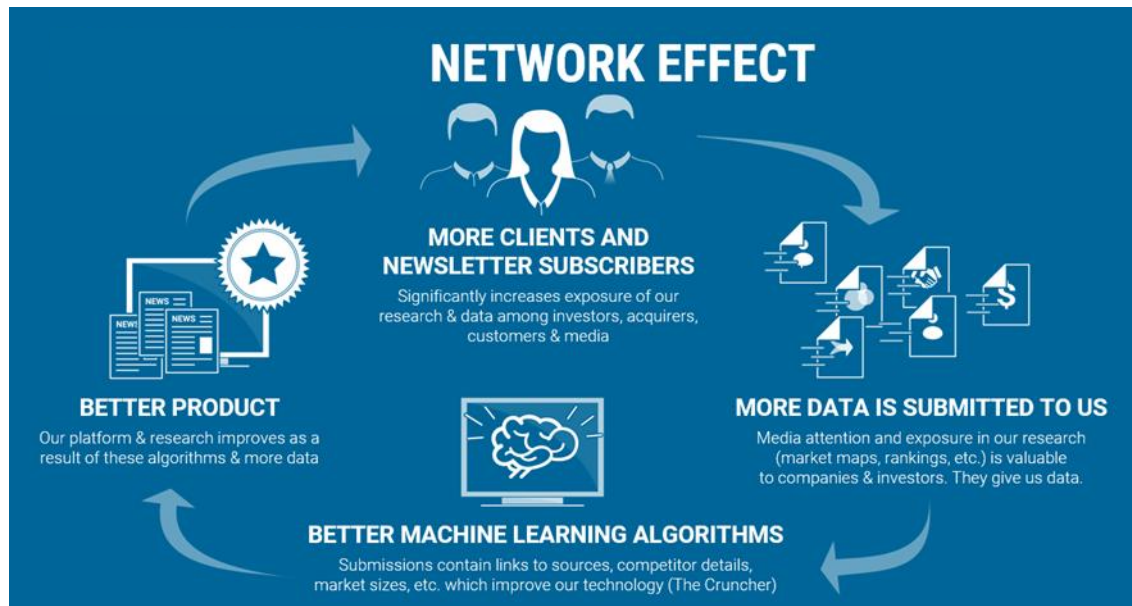 NETWORK EFFECT
MORE CLIENTS AND
NEWSLETTER SUBSCRIBERS
Significantly increases exposure of our
research & data among investors, acquirers,
customers & media
MORE DATA IS SUBMITTED TO US
Media attention and exposure in our research
(market maps, rankings, etc.) is valuable
to companies & investors. They give us data.
BETTER MACHINE LEARNING ALGORITHMS
Submissions contain links to sources, competitor details,
market sizes, etc. which improve our technology (The Cruncher)
NEWS
NEWS
NEWS
BETTER PRODUCT
Our platform & research improves as a
result of these algorithms & more data
$